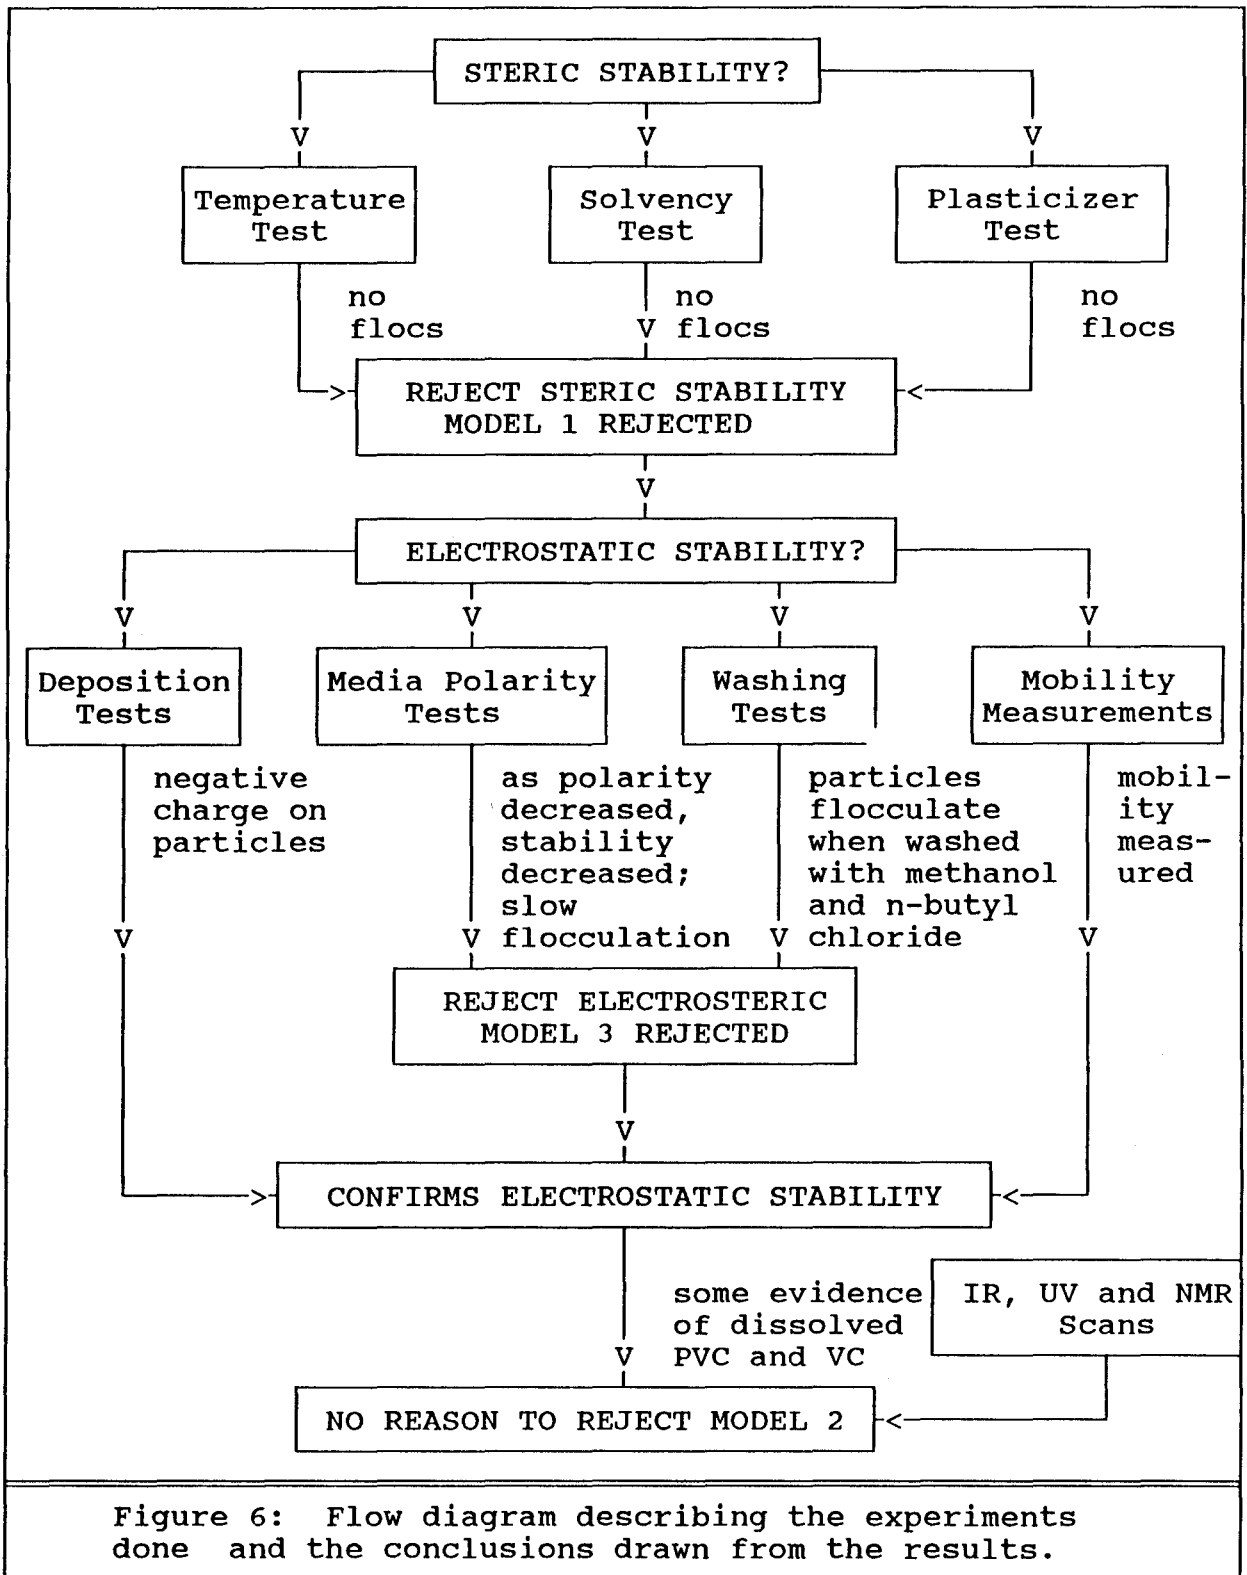 STERIC STABILITY?
V
V
V
Temperature
Test
Solvency
Test
Plasticizer
Test
no
flocs
V
no
flocs
no
flocs
>
REJECT STERIC STABILITY
MODEL 1 REJECTED
<
V
ELECTROSTATIC STABILITY?
V
V
V
V
Deposition
Tests
Media Polarity
Tests
Washing
Tests
Mobility
Measurements
negative
charge on
particles
V
as polarity
decreased,
stability
decreased;
slow
flocculation
V
particles
flocculate
when washed
with methanol
and n-butyl
chloride
V
mobil-
ity
meas-
ured
V
REJECT ELECTROSTERIC
MODEL 3 REJECTED
V
>
CONFIRMS ELECTROSTATIC STABILITY
<
some evidence
of dissolved
PVC and VC
V
IR, UV and NMR
Scans
NO REASON TO REJECT MODEL 2
<
Figure 6: Flow diagram describing the experiments
done and the conclusions drawn from the results.